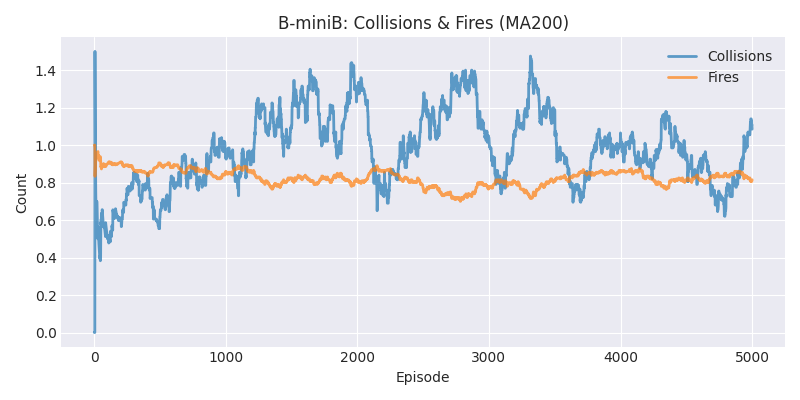 B-miniB: Collisions & Fires (MA200)
Collisions
Fires
Count
1.4
1.2
1.0
0.8
0.6
0.4
0.2
0.0
0 1000 2000 3000 4000 5000
Episode